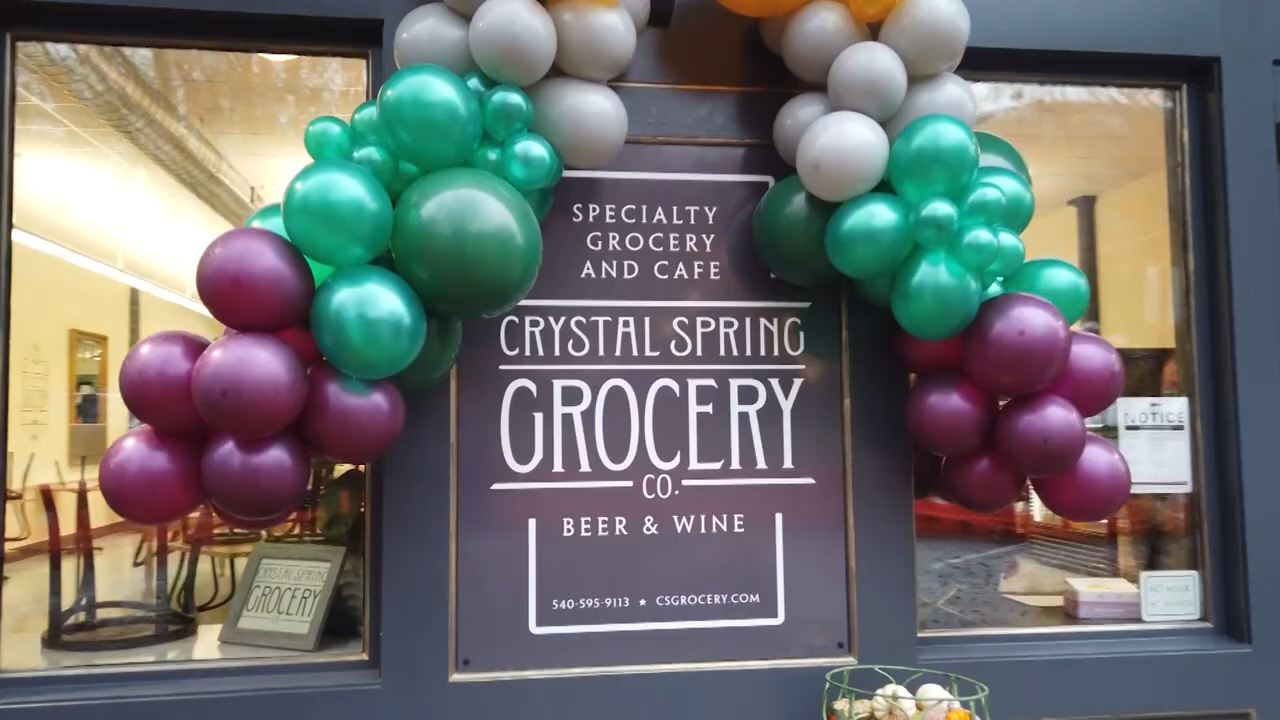 SPECIALTY
GROCERY
AND CAFE
CRYSTAL SPRING
GROCERY
CO.
BEER & WINE
540-595-9113 ★ CSGROCERY.COM
NOTICE
CRYSTAL SPRING
GROCERY